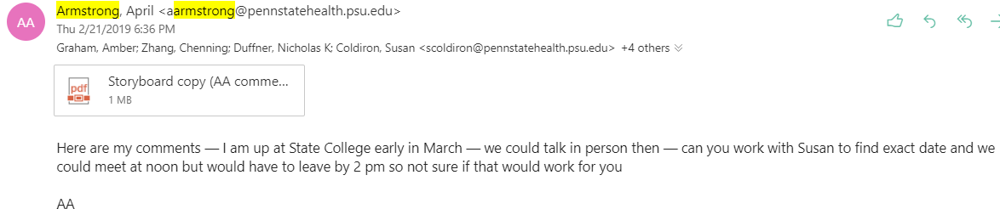 AA
Armstrong, April <aarmstrong@pennstatehealth.psu.edu>
Thu 2/21/2019 6:36 PM
Graham, Amber; Zhang, Chenning; Duffner, Nicholas K; Coldiron, Susan <scoldiron@pennstatehealth.psu.edu> +4 others
pdf
Storyboard copy (AA comme...
1 MB
Here are my comments — I am up at State College early in March — we could talk in person then — can you work with Susan to find exact date and we
could meet at noon but would have to leave by 2 pm so not sure if that would work for you
AA